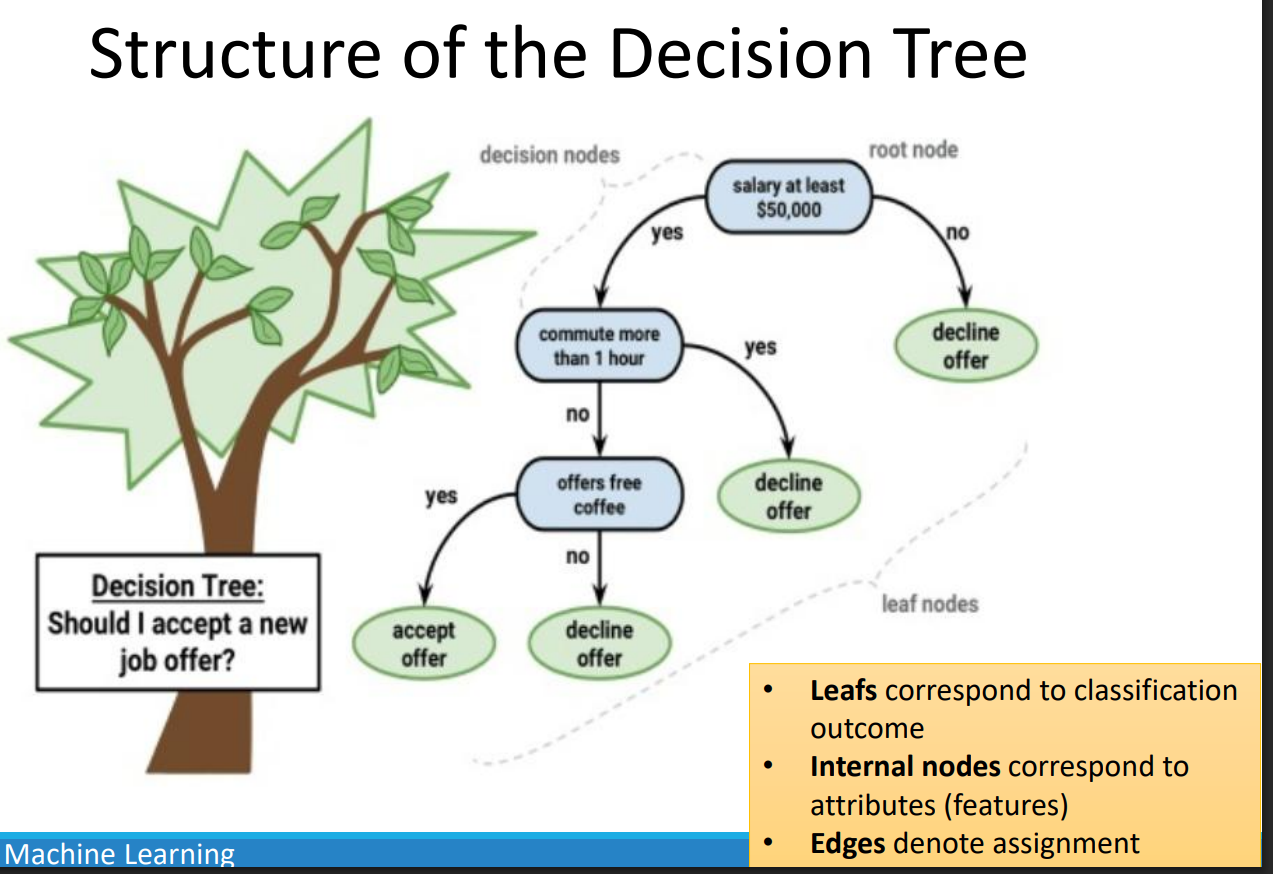 Structure of the Decision Tree
decision nodes
root node
salary at least
$50,000
yes
no
commute more
than 1 hour
yes
decline
offer
no
offers free
coffee
decline
offer
yes
no
leaf nodes
accept
offer
decline
offer
Decision Tree:
Should I accept a new
job offer?
• Leafs correspond to classification
outcome
• Internal nodes correspond to
attributes (features)
• Edges denote assignment
Machine Learning